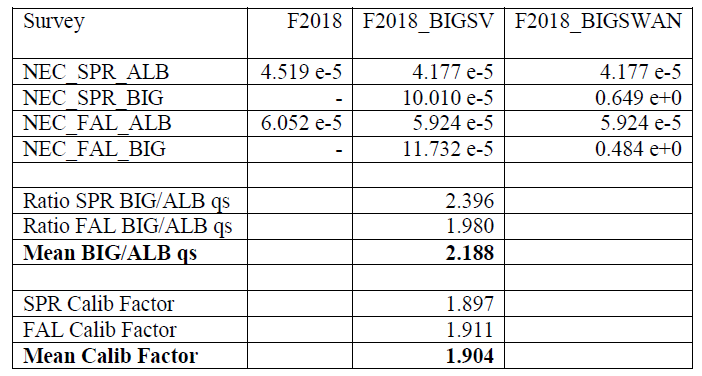 Survey F2018 F2018_BIGSV F2018_BIGSWAN
NEC_SPR_ALB 4.519 e-5 4.177 e-5 4.177 e-5
NEC_SPR_BIG - 10.010 e-5 0.649 e+0
NEC_FAL_ALB 6.052 e-5 5.924 e-5 5.924 e-5
NEC_FAL_BIG - 11.732 e-5 0.484 e+0
Ratio SPR BIG/ALB qs 2.396
Ratio FAL BIG/ALB qs 1.980
Mean BIG/ALB qs 2.188
SPR Calib Factor 1.897
FAL Calib Factor 1.911
Mean Calib Factor 1.904